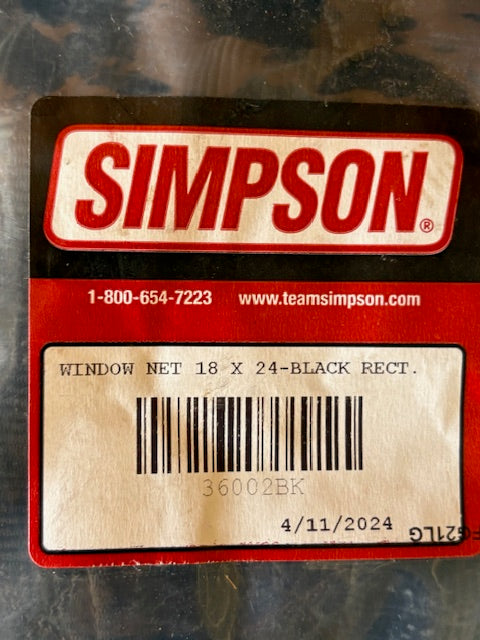 SIMPSON®
1-800-654-7223 www.teamsimpson.com
WINDOW NET 18 X 24-BLACK RECT.
36002BK
4/11/2024